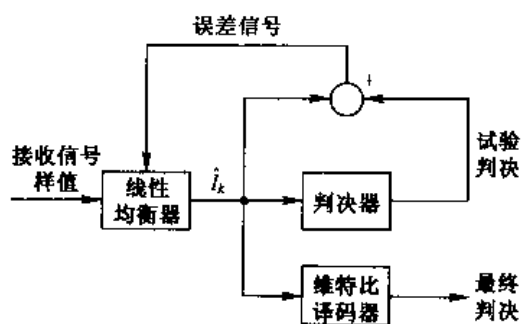 误差信号
+
接收信号
样值
线性
均衡器
Î_k
判决器
试验
判决
维特比
译码器
最终
判决